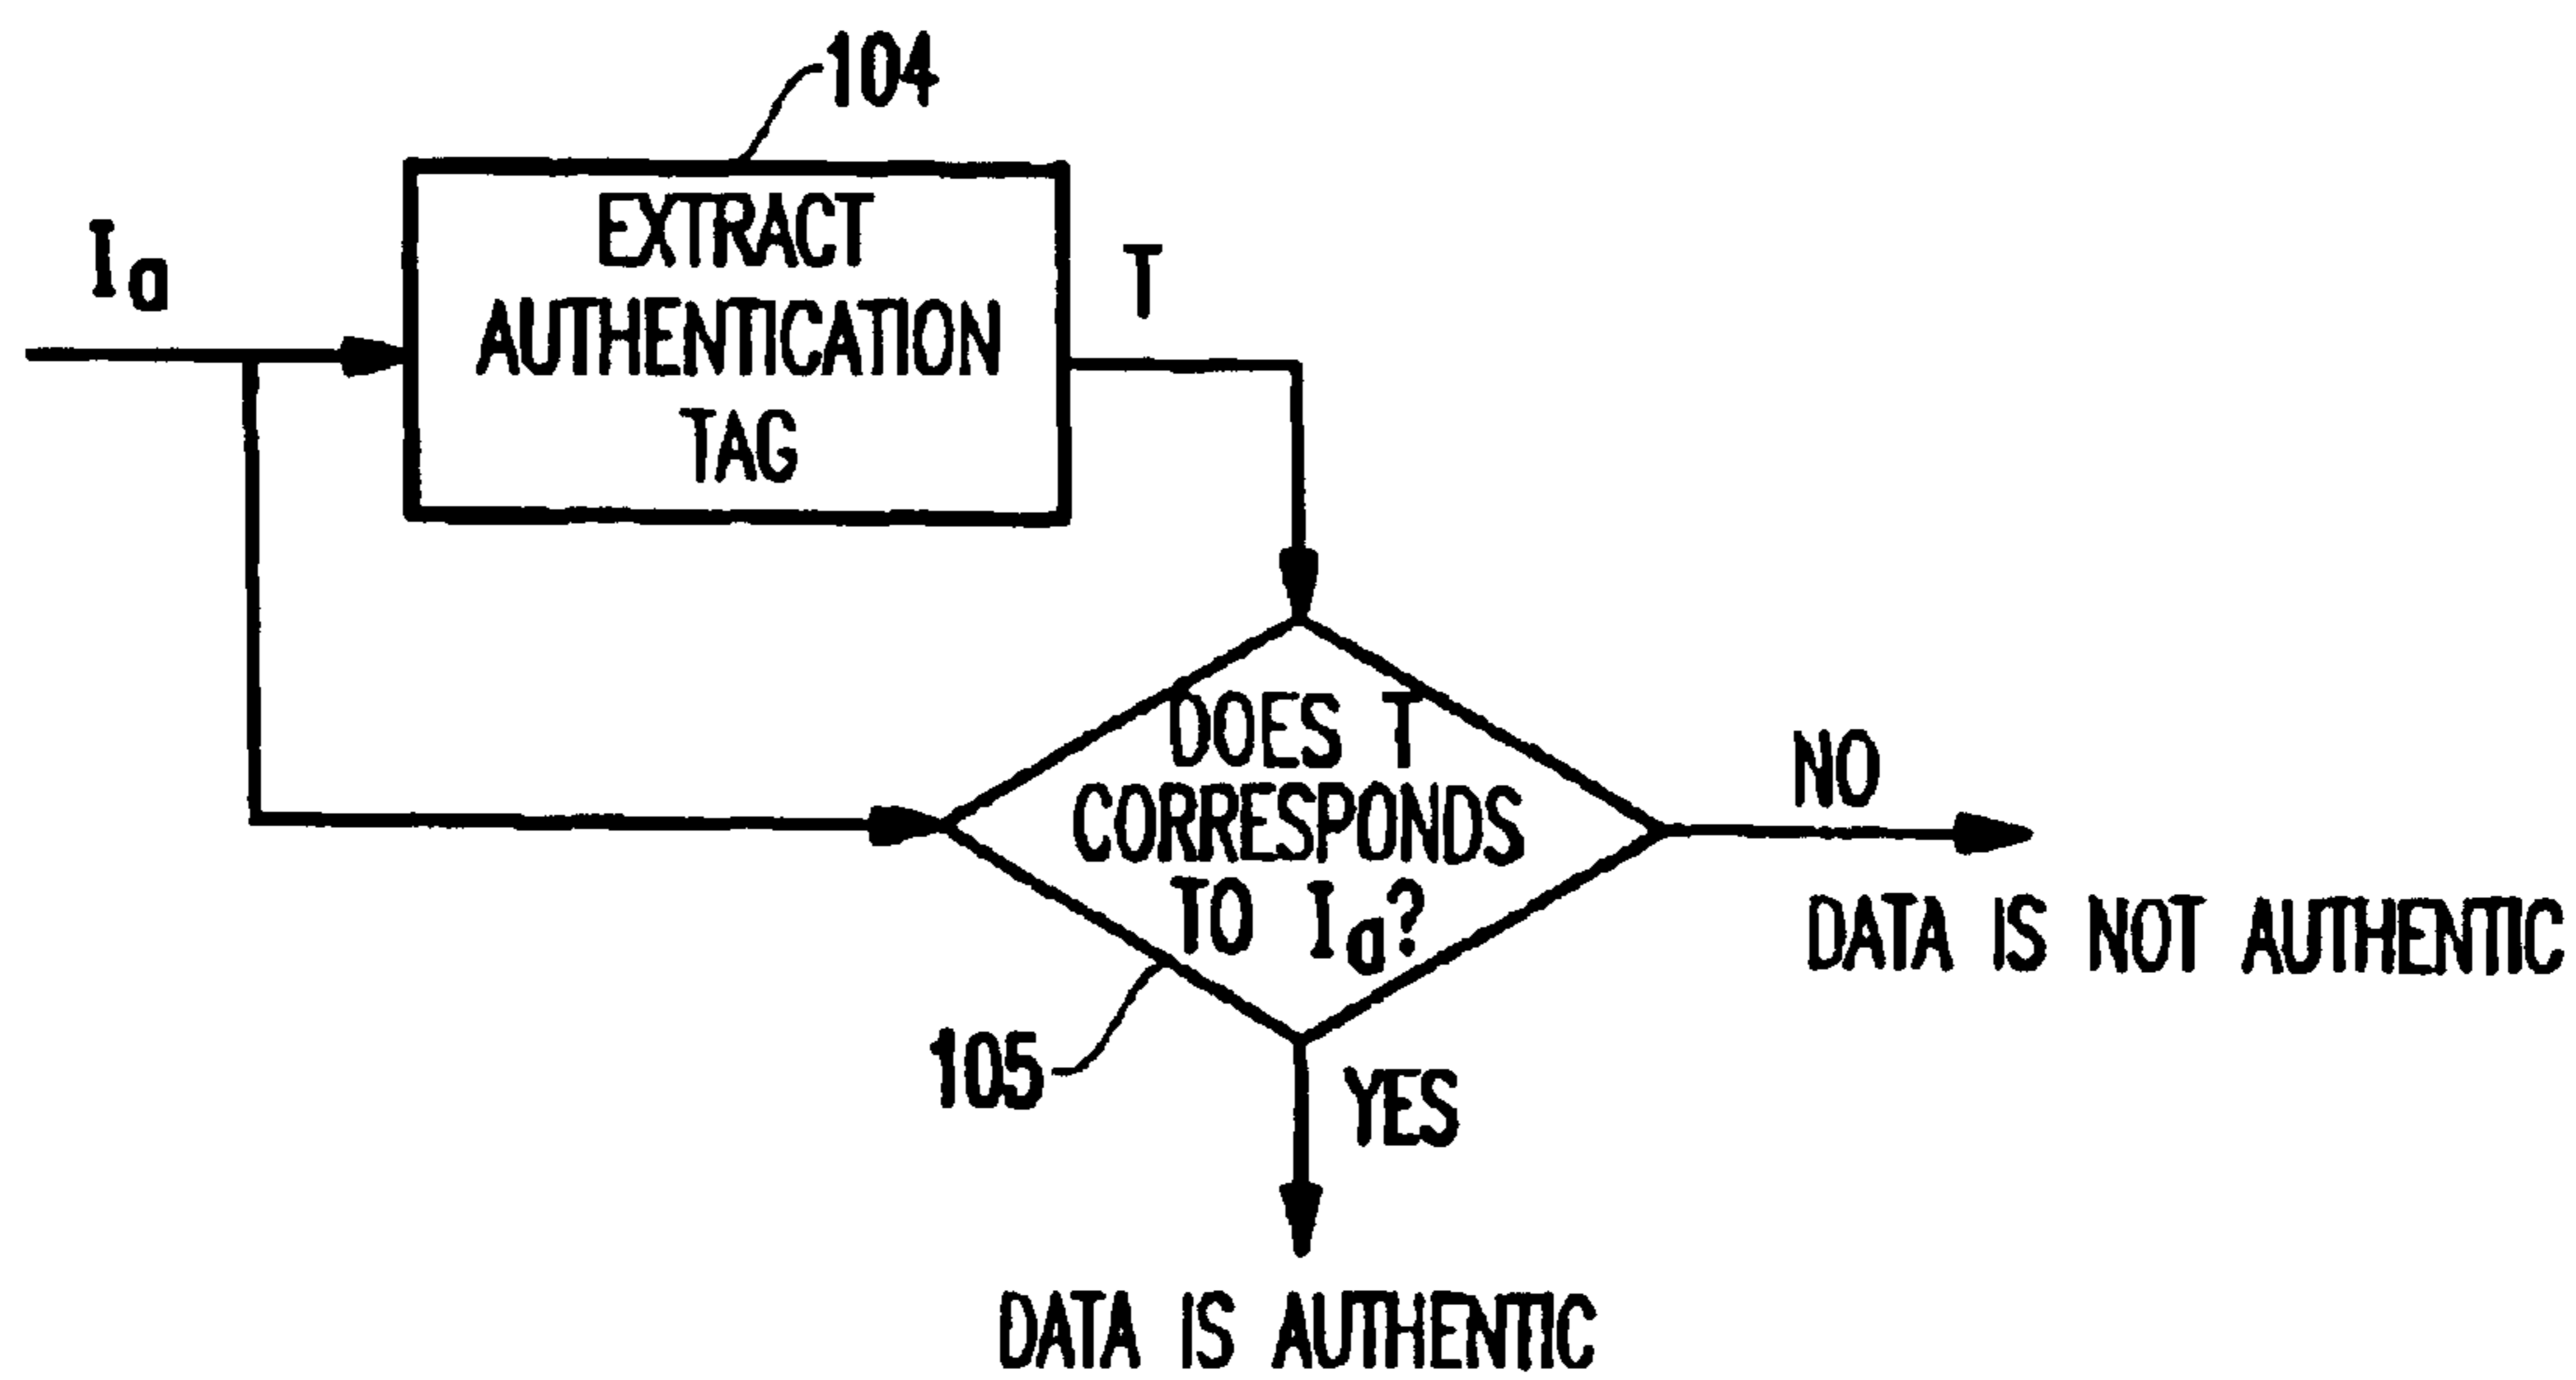 104
Ia
EXTRACT
AUTHENTICATION
TAG
T
DOES T
CORRESPONDS
TO Ia?
NO
DATA IS NOT AUTHENTIC
105
YES
DATA IS AUTHENTIC